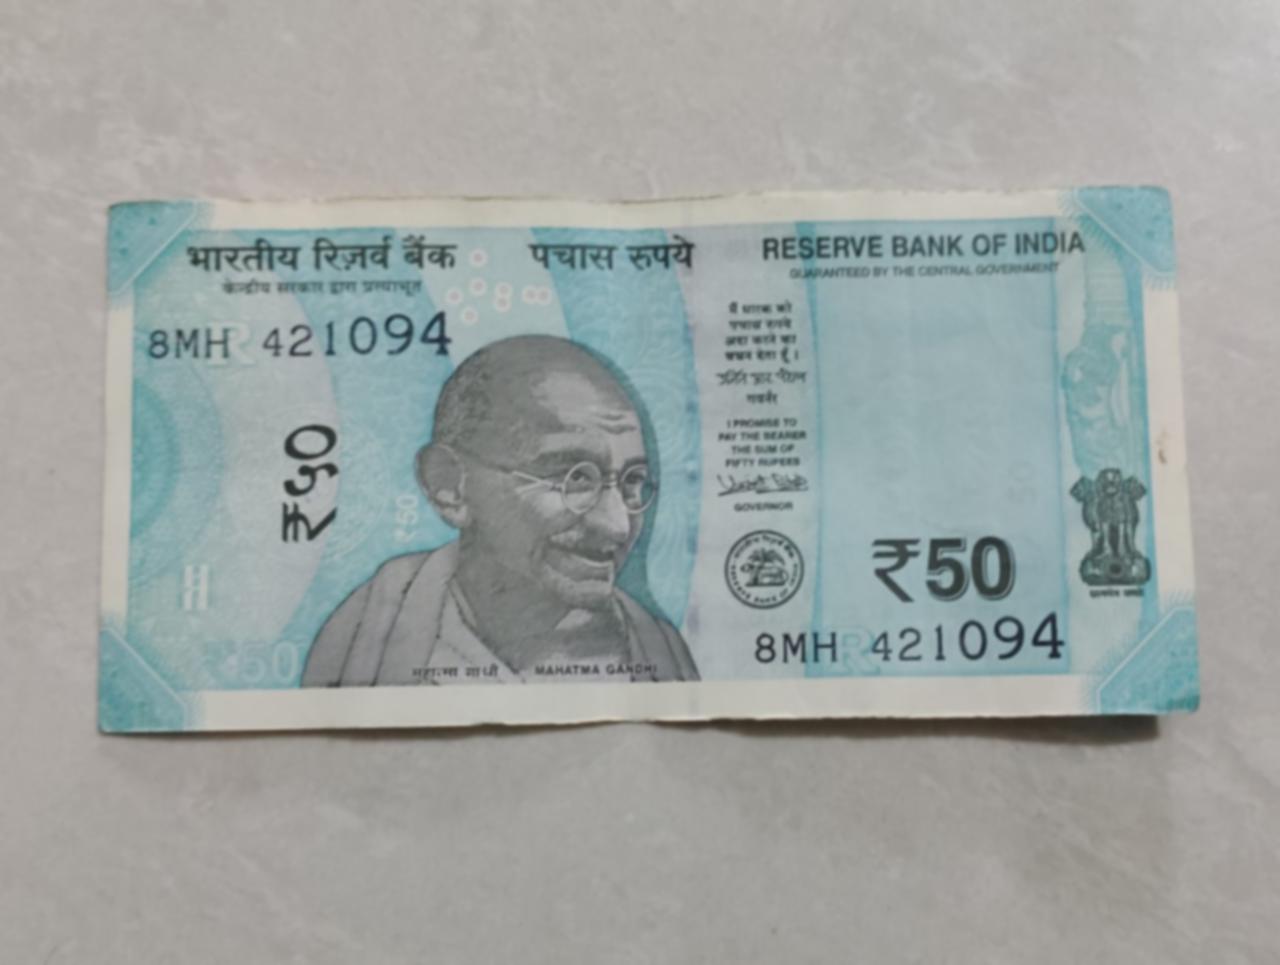 भारतीय रिज़र्व बैंक
केन्द्रीय सरकार द्वारा प्रत्याभूत
पचास रुपये
RESERVE BANK OF INDIA
GUARANTEED BY THE CENTRAL GOVERNMENT
8MH 421094
₹५०
₹50
मैं धारक को
पचास रुपये
अदा करने का
वचन देता हूँ।
गवर्नर
I PROMISE TO
PAY THE BEARER
THE SUM OF
FIFTY RUPEES
GOVERNOR
₹50
8MH 421094
सत्यमेव जयते
₹50
महात्मा गांधी MAHATMA GANDHI